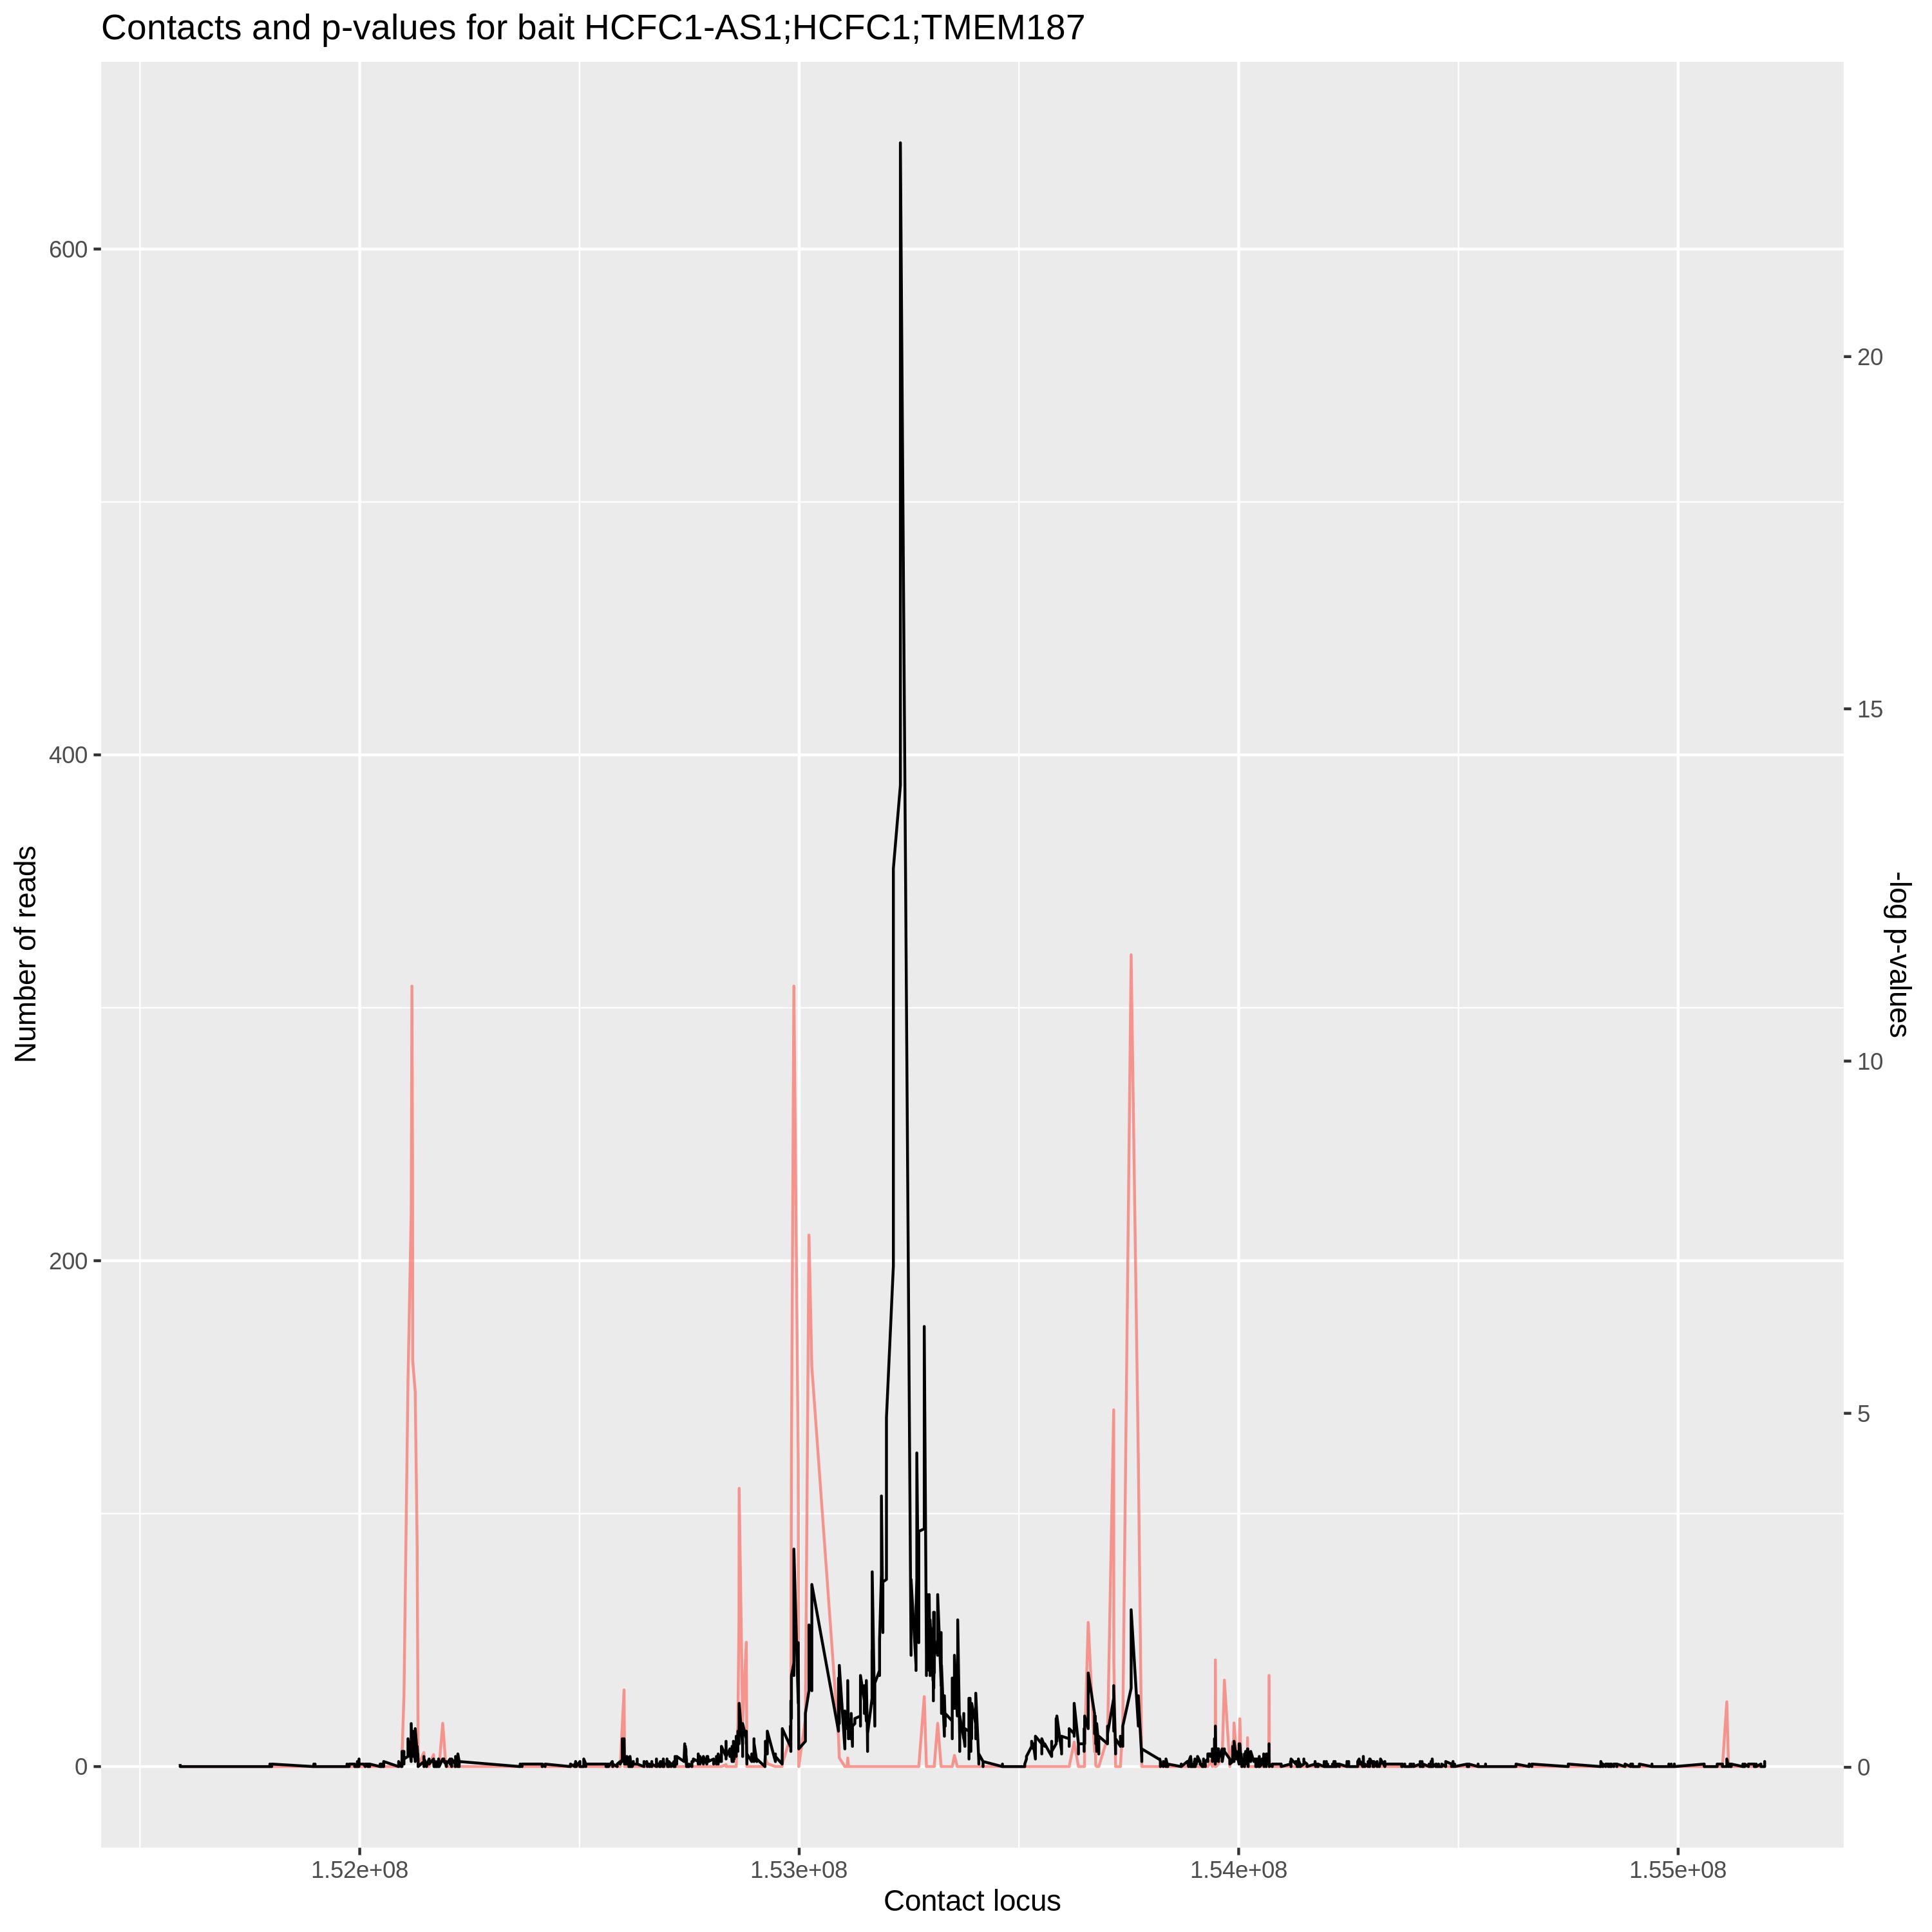 Contacts and p-values for bait HCFC1-AS1;HCFC1;TMEM187
Number of reads
600
400
200
0
-log p-values
20
15
10
5
0
1.52e+08
1.53e+08
1.54e+08
1.55e+08
Contact locus